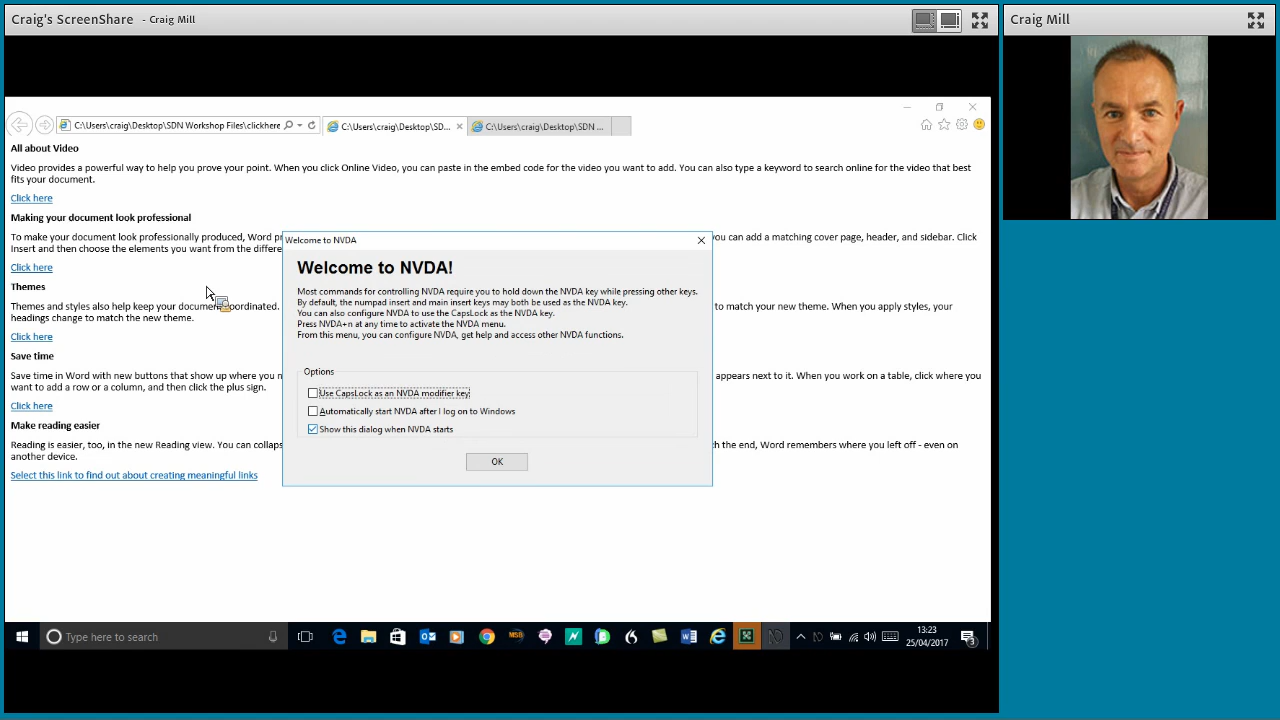 Craig's ScreenShare - Craig Mill
Craig Mill
C:\Users\craig\Desktop\SDN Workshop Files\clickhere
C:\Users\craig\Desktop\SD...
C:\Users\craig\Desktop\SDN ...
All about Video
Video provides a powerful way to help you prove your point. When you click Online Video, you can paste in the embed code for the video you want to add. You can also type a keyword to search online for the video that best
fits your document.
Click here
Making your document look professional
To make your document look professionally produced, Word pr you can add a matching cover page, header, and sidebar. Click
Insert and then choose the elements you want from the differe
Click here
Themes
Themes and styles also help keep your document coordinated. to match your new theme. When you apply styles, your
headings change to match the new theme.
Click here
Save time
Save time in Word with new buttons that show up where you n appears next to it. When you work on a table, click where you
want to add a row or a column, and then click the plus sign.
Click here
Make reading easier
Reading is easier, too, in the new Reading view. You can collaps h the end, Word remembers where you left off - even on
another device.
Select this link to find out about creating meaningful links
Welcome to NVDA
Welcome to NVDA!
Most commands for controlling NVDA require you to hold down the NVDA key while pressing other keys.
By default, the numpad insert and main insert keys may both be used as the NVDA key.
You can also configure NVDA to use the CapsLock as the NVDA key.
Press NVDA+n at any time to activate the NVDA menu.
From this menu, you can configure NVDA, get help and access other NVDA functions.
Options
Use CapsLock as an NVDA modifier key
Automatically start NVDA after I log on to Windows
Show this dialog when NVDA starts
OK
Type here to search
MSB
13:23
25/04/2017
3